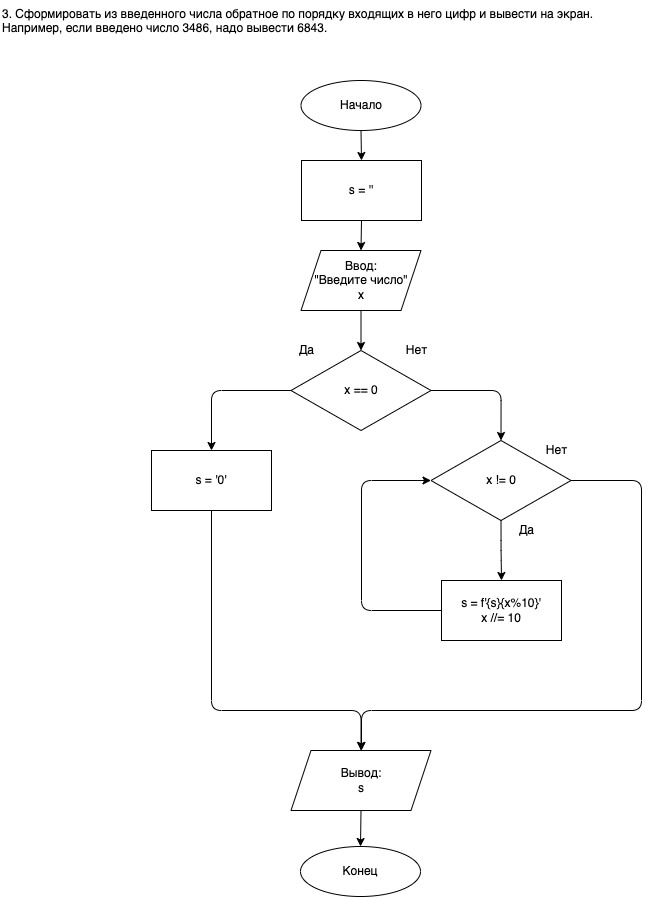 3. Сформировать из введенного числа обратное по порядку входящих в него цифр и вывести на экран.
Например, если введено число 3486, надо вывести 6843.
Начало
s = ''
Ввод:
"Введите число"
x
Да
Нет
x == 0
s = '0'
Нет
x != 0
Да
s = f'{s}{x%10}'
x //= 10
Вывод:
s
Конец